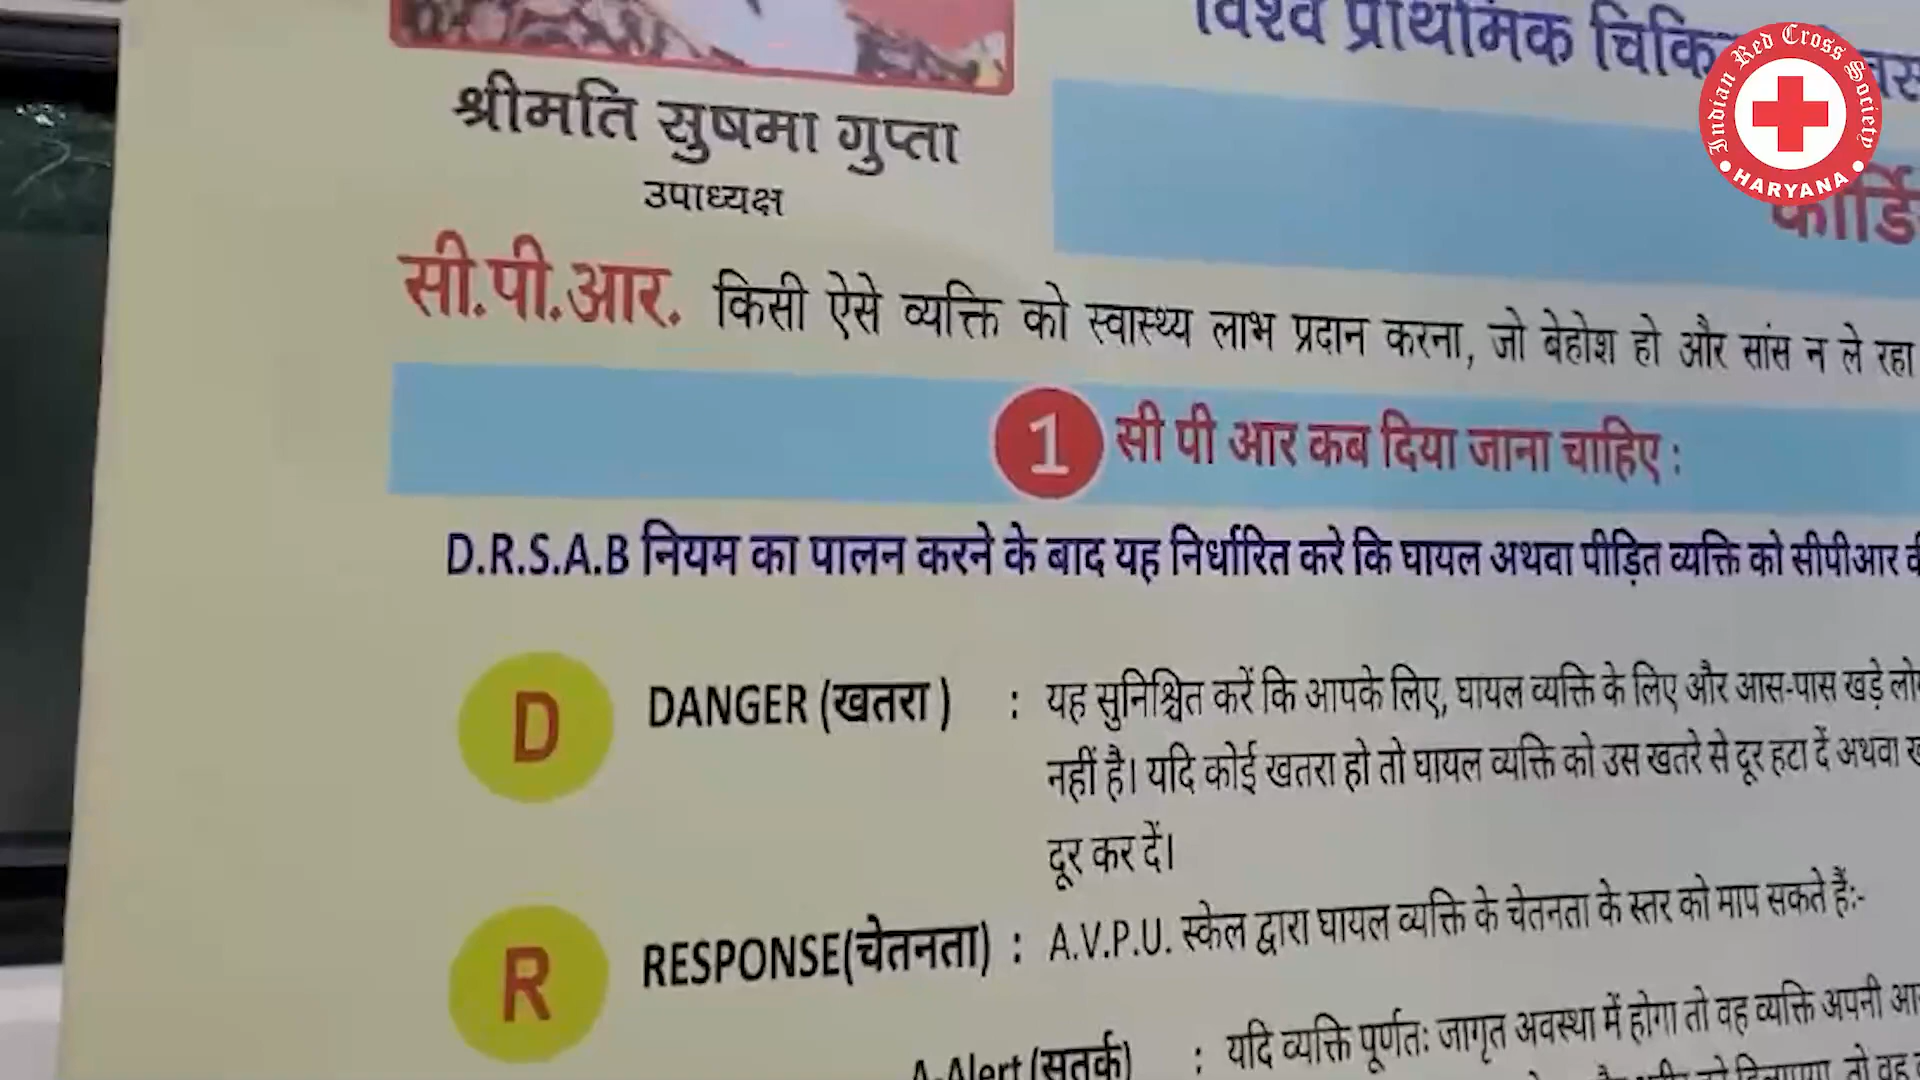 विश्व प्राथमिक
Indian Red Cross Society
HARYANA
श्रीमति सुषमा गुप्ता
उपाध्यक्ष
सी.पी.आर. किसी ऐसे व्यक्ति को स्वास्थ्य लाभ प्रदान करना, जो बेहोश हो और सांस न ले रहा
1 सी पी आर कब दिया जाना चाहिए :
D.R.S.A.B नियम का पालन करने के बाद यह निर्धारित करे कि घायल अथवा पीड़ित व्यक्ति को सीपीआर
D DANGER (खतरा ) : यह सुनिश्चित करें कि आपके लिए, घायल व्यक्ति के लिए और आस-पास खड़े
नहीं है। यदि कोई खतरा हो तो घायल व्यक्ति को उस खतरे से दूर हटा दें अथवा
दूर कर दें।
R RESPONSE(चेतनता) : A.V.P.U. स्केल द्वारा घायल व्यक्ति के चेतनता के स्तर को माप सकते हैं:-
A-Alert (सतर्क) : यदि व्यक्ति पूर्णतः जागृत अवस्था में होगा तो वह व्यक्ति अपनी